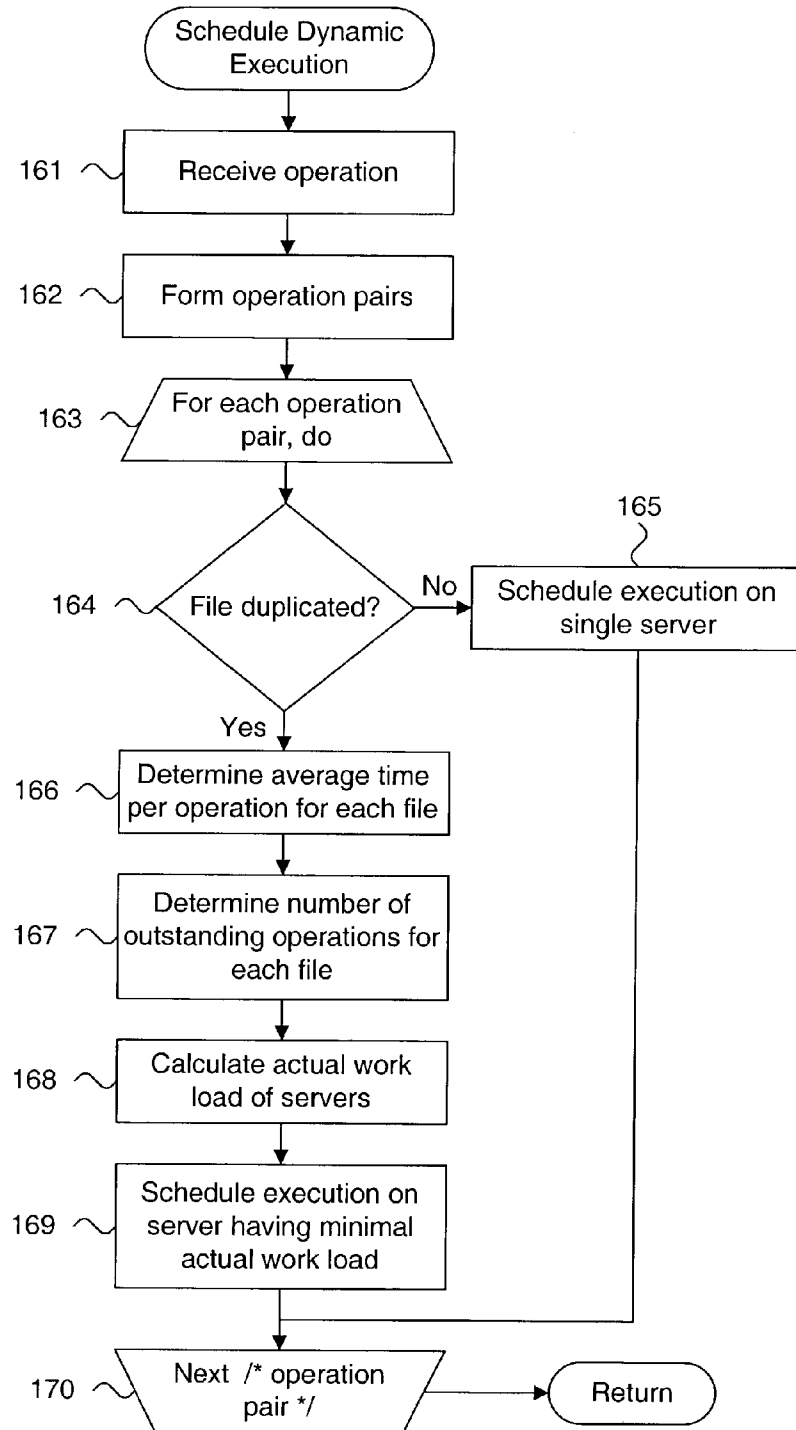 Schedule Dynamic
Execution
161
Receive operation
162
Form operation pairs
163
For each operation
pair, do
164
File duplicated?
No
165
Schedule execution on
single server
Yes
166
Determine average time
per operation for each file
167
Determine number of
outstanding operations for
each file
168
Calculate actual work
load of servers
169
Schedule execution on
server having minimal
actual work load
170
Next /* operation
pair */
Return